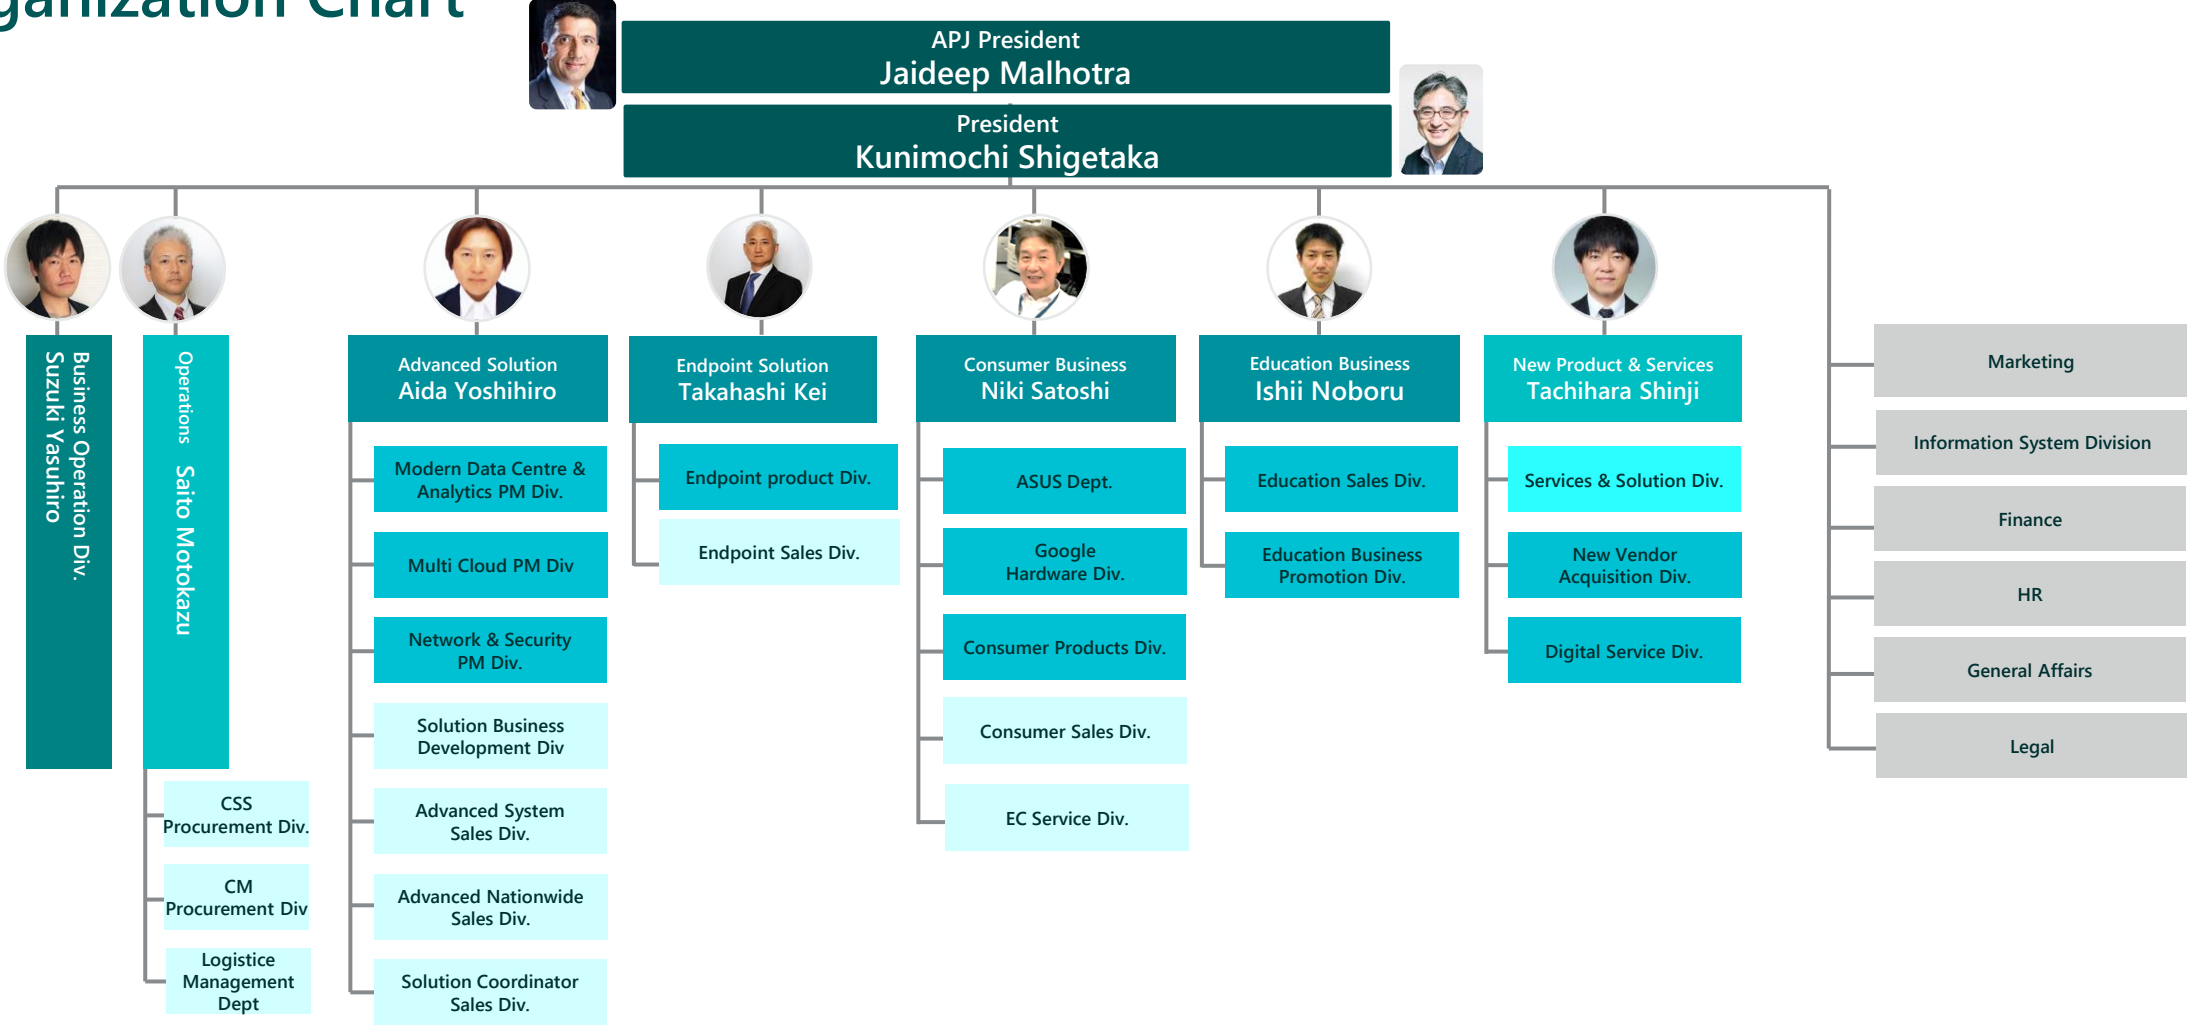 ganization Chart
APJ President
Jaideep Malhotra
President
Kunimochi Shigetaka
Business Operation Div.
Suzuki Yasuhiro
Operations Saito Motokazu
CSS
Procurement Div.
CM
Procurement Div
Logistice
Management
Dept
Advanced Solution
Aida Yoshihiro
Modern Data Centre &
Analytics PM Div.
Multi Cloud PM Div
Network & Security
PM Div.
Solution Business
Development Div
Advanced System
Sales Div.
Advanced Nationwide
Sales Div.
Solution Coordinator
Sales Div.
Endpoint Solution
Takahashi Kei
Endpoint product Div.
Endpoint Sales Div.
Consumer Business
Niki Satoshi
ASUS Dept.
Google
Hardware Div.
Consumer Products Div.
Consumer Sales Div.
EC Service Div.
Education Business
Ishii Noboru
Education Sales Div.
Education Business
Promotion Div.
New Product & Services
Tachihara Shinji
Services & Solution Div.
New Vendor
Acquisition Div.
Digital Service Div.
Marketing
Information System Division
Finance
HR
General Affairs
Legal